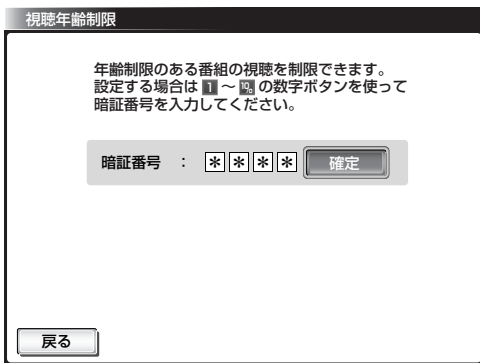 視聴年齢制限
年齢制限のある番組の視聴を制限できます。
設定する場合は 1 ～ 10 の数字ボタンを使って
暗証番号を入力してください。
暗証番号 ： ＊ ＊ ＊ ＊ 確定
戻る